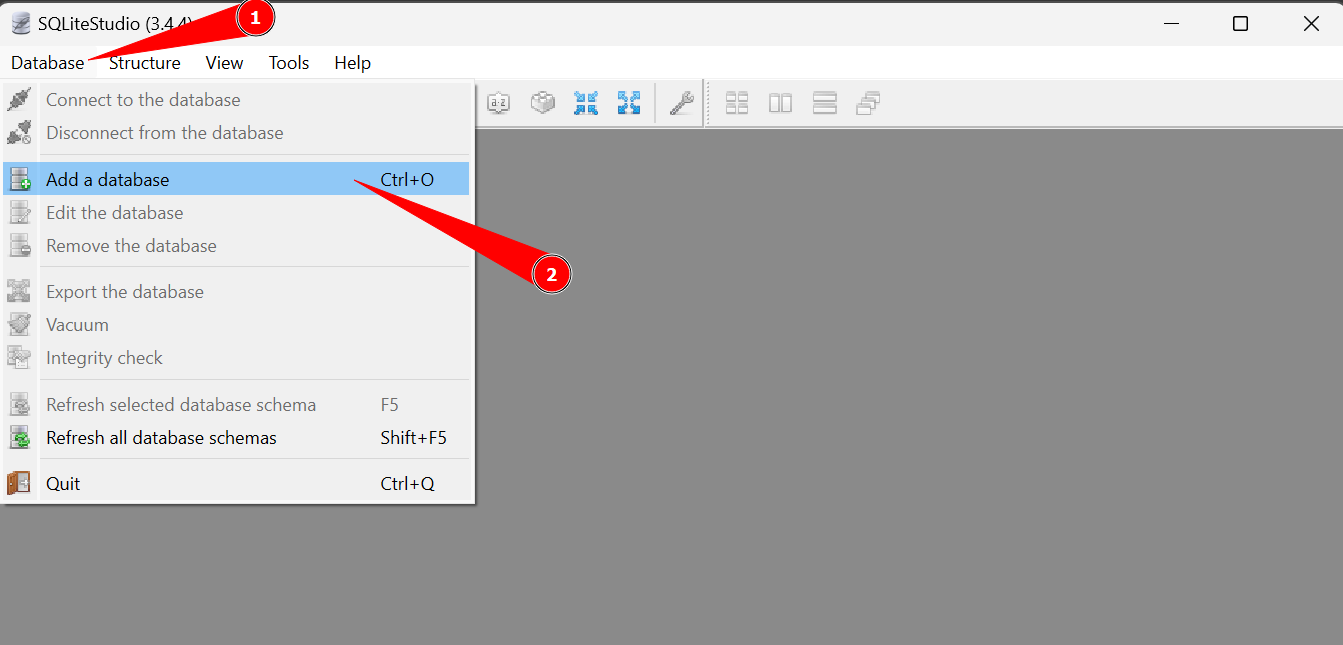 SQLiteStudio (3.4.4)
1
Database Structure View Tools Help
Connect to the database
Disconnect from the database
a-z
Add a database Ctrl+O
Edit the database
Remove the database
2
Export the database
Vacuum
Integrity check
Refresh selected database schema F5
Refresh all database schemas Shift+F5
Quit Ctrl+Q